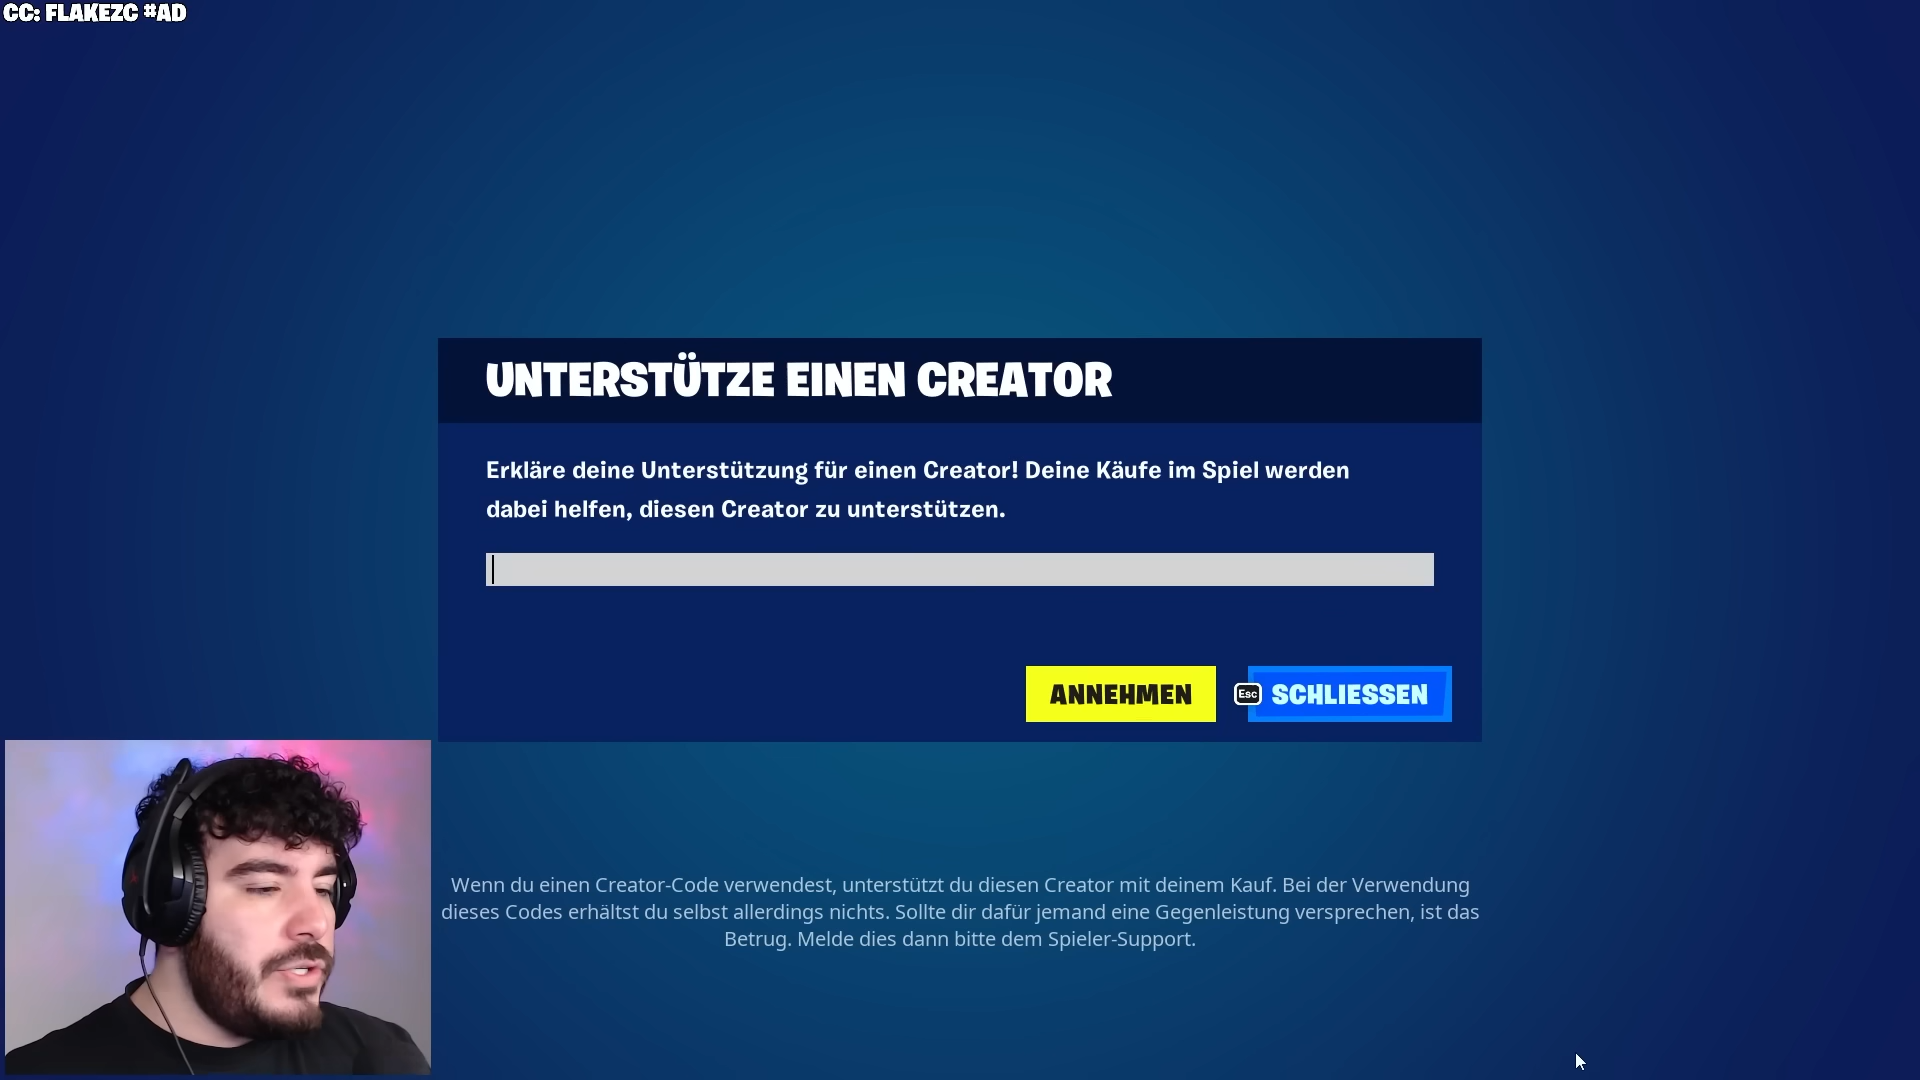 CC: FLAKEZC #AD
UNTERSTÜTZE EINEN CREATOR
Erkläre deine Unterstützung für einen Creator! Deine Käufe im Spiel werden
dabei helfen, diesen Creator zu unterstützen.
ANNEHMEN
Esc SCHLIESSEN
Wenn du einen Creator-Code verwendest, unterstützt du diesen Creator mit deinem Kauf. Bei der Verwendung
dieses Codes erhältst du selbst allerdings nichts. Sollte dir dafür jemand eine Gegenleistung versprechen, ist das
Betrug. Melde dies dann bitte dem Spieler-Support.